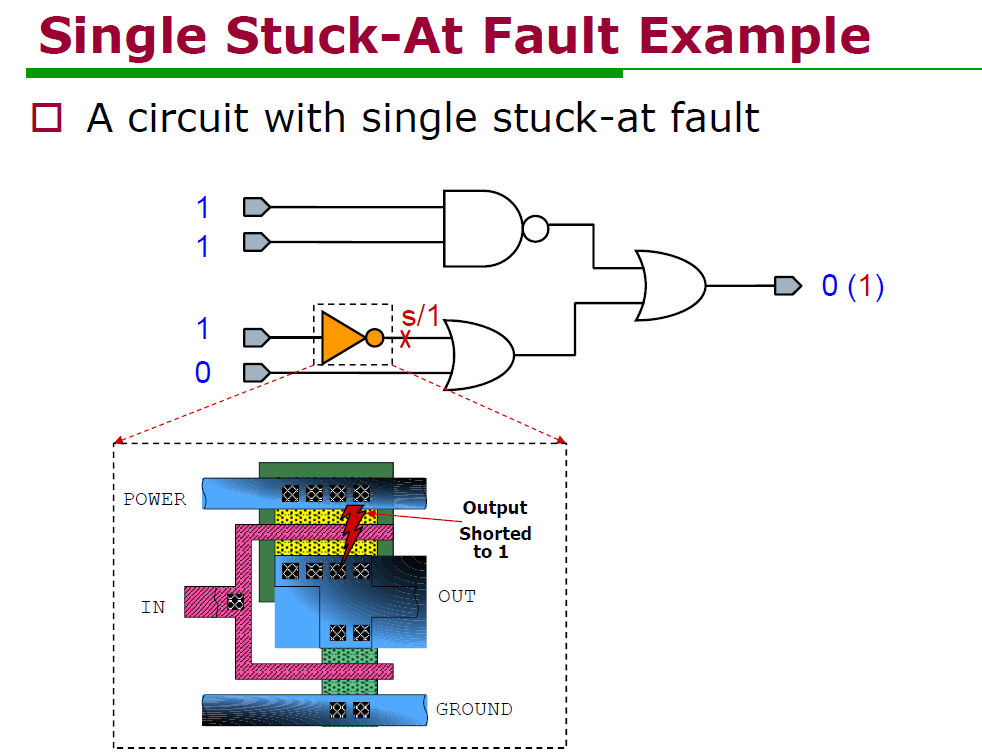 Single Stuck-At Fault Example
A circuit with single stuck-at fault
1
1
1
s/1
0
0 (1)
POWER
Output
Shorted
to 1
IN
OUT
GROUND